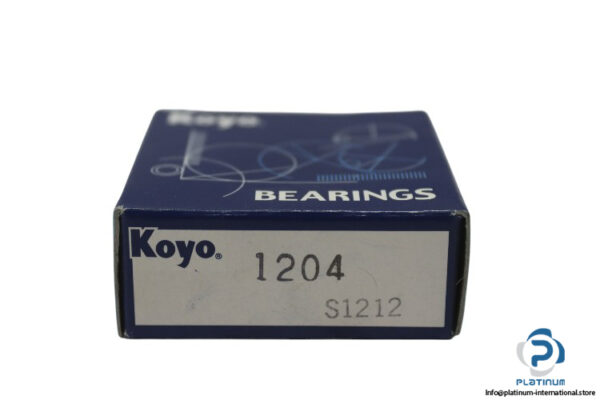 Koyo
BEARINGS
Koyo®
1204
S1212
PLATINUM
Info@platinum-international.store